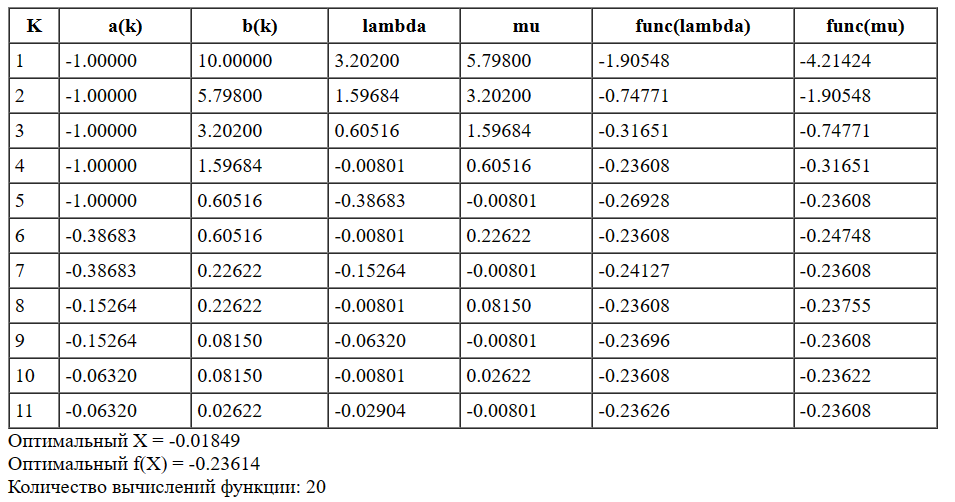 K a(k) b(k) lambda mu func(lambda) func(mu)
1 -1.00000 10.00000 3.20200 5.79800 -1.90548 -4.21424
2 -1.00000 5.79800 1.59684 3.20200 -0.74771 -1.90548
3 -1.00000 3.20200 0.60516 1.59684 -0.31651 -0.74771
4 -1.00000 1.59684 -0.00801 0.60516 -0.23608 -0.31651
5 -1.00000 0.60516 -0.38683 -0.00801 -0.26928 -0.23608
6 -0.38683 0.60516 -0.00801 0.22622 -0.23608 -0.24748
7 -0.38683 0.22622 -0.15264 -0.00801 -0.24127 -0.23608
8 -0.15264 0.22622 -0.00801 0.08150 -0.23608 -0.23755
9 -0.15264 0.08150 -0.06320 -0.00801 -0.23696 -0.23608
10 -0.06320 0.08150 -0.00801 0.02622 -0.23608 -0.23622
11 -0.06320 0.02622 -0.02904 -0.00801 -0.23626 -0.23608
Оптимальный X = -0.01849
Оптимальный f(X) = -0.23614
Количество вычислений функции: 20